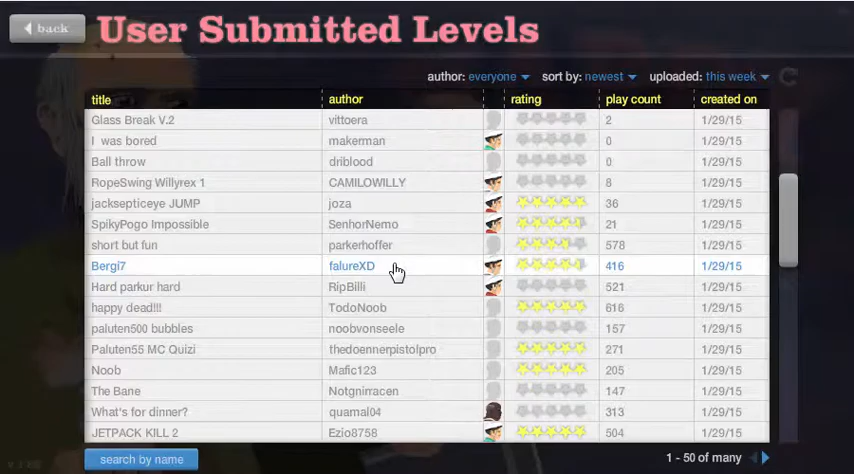 back User Submitted Levels
author: everyone sort by: newest uploaded: this week
title author rating play count created on
Glass Break V.2 vittoera 2 1/29/15
I was bored makerman 0 1/29/15
Ball throw driblood 0 1/29/15
RopeSwing Willyrex 1 CAMILOWILLY 8 1/29/15
jacksepticeye JUMP joza 36 1/29/15
SpikyPogo Impossible SenhorNemo 21 1/29/15
short but fun parkerhoffer 578 1/29/15
Bergi7 falureXD 416 1/29/15
Hard parkur hard RipBilli 521 1/29/15
happy dead!!! TodoNoob 616 1/29/15
paluten500 bubbles noobvonseele 157 1/29/15
Paluten55 MC Quizi thedoennerpistolpro 271 1/29/15
Noob Mafic123 205 1/29/15
The Bane Notgnirracen 147 1/29/15
What's for dinner? quamal04 313 1/29/15
JETPACK KILL 2 Ezio8758 504 1/29/15
search by name 1 - 50 of many